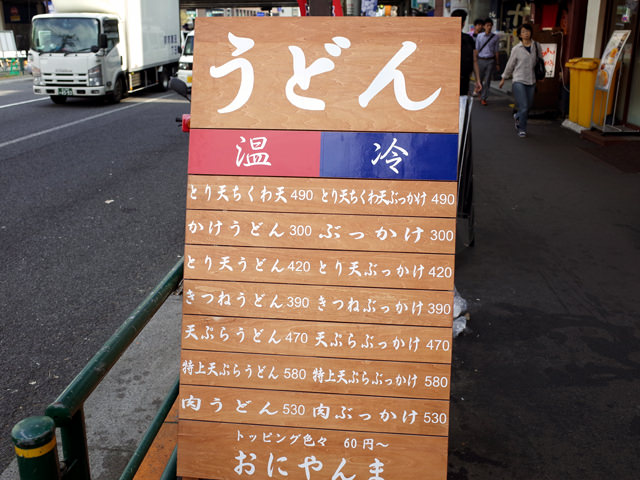 うどん
温 冷
とり天ちくわ天 490 とり天ちくわ天ぶっかけ 490
かけうどん 300 ぶっかけ 300
とり天うどん 420 とり天ぶっかけ 420
きつねうどん 390 きつねぶっかけ 390
天ぷらうどん 470 天ぷらぶっかけ 470
特上天ぷらうどん 580 特上天ぷらぶっかけ 580
肉うどん 530 肉ぶっかけ 530
トッピング色々 60円〜
おにやんま